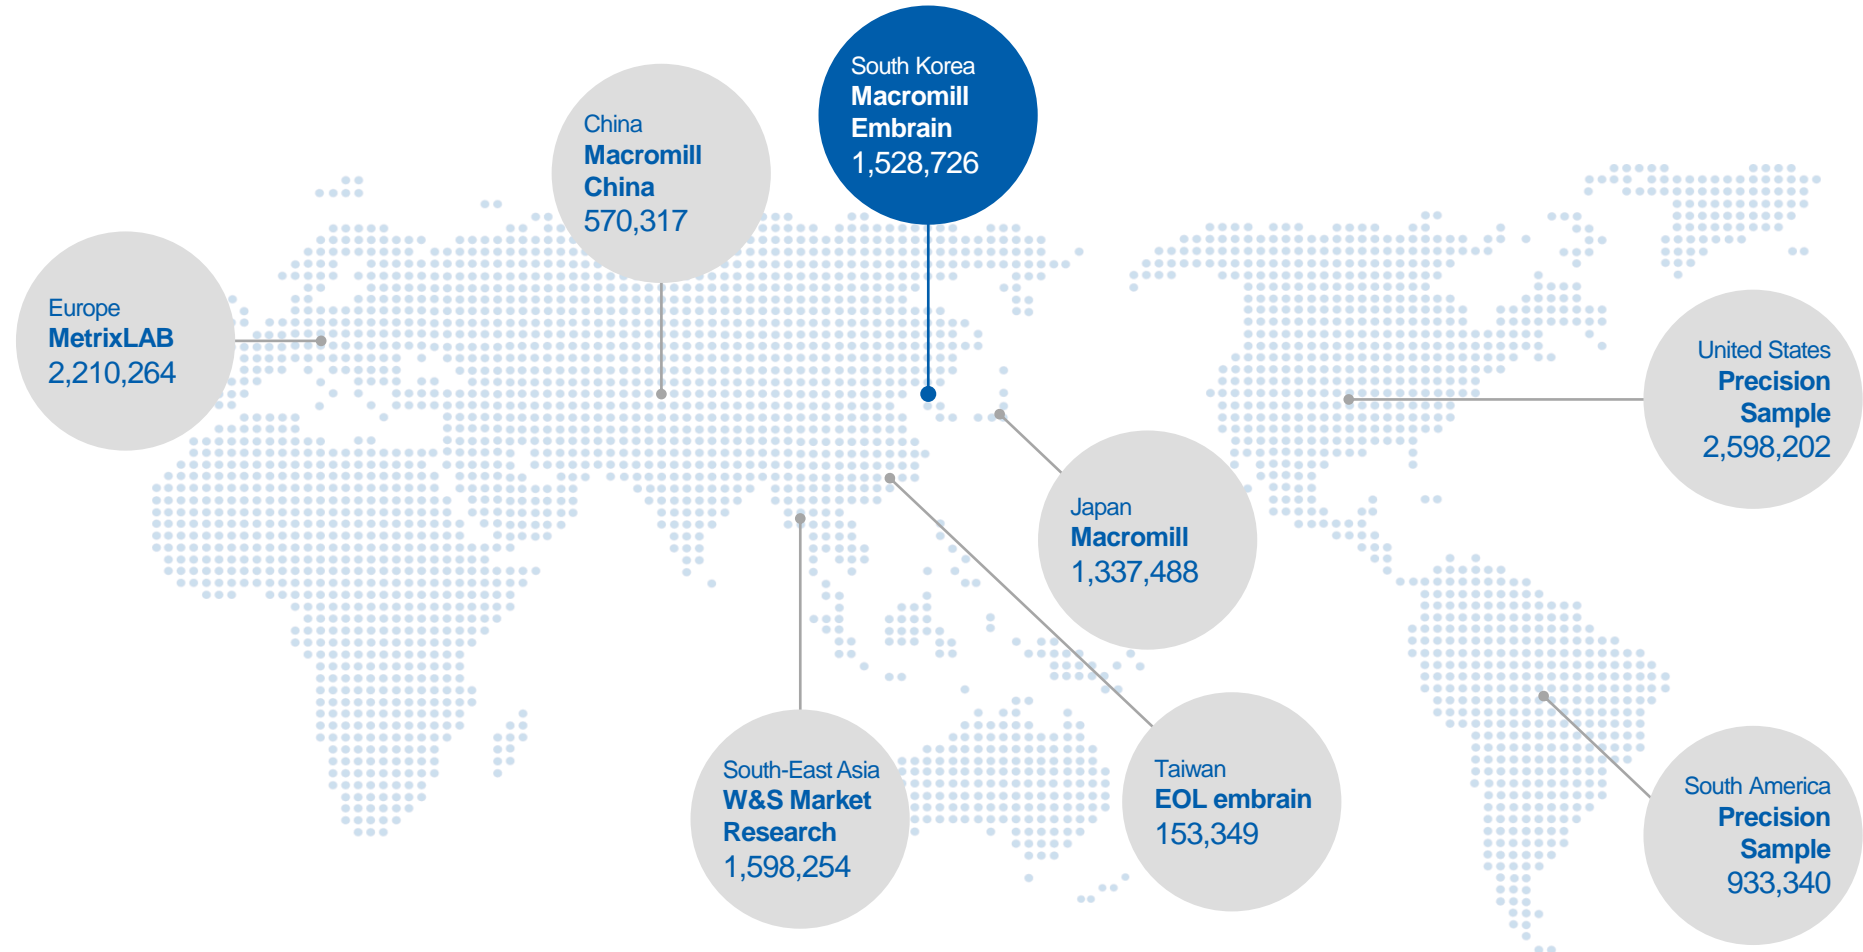 South Korea
Macromill
Embrain
1,528,726
China
Macromill
China
570,317
Europe
MetrixLAB
2,210,264
United States
Precision
Sample
2,598,202
Japan
Macromill
1,337,488
South-East Asia
W&S Market
Research
1,598,254
Taiwan
EOL embrain
153,349
South America
Precision
Sample
933,340